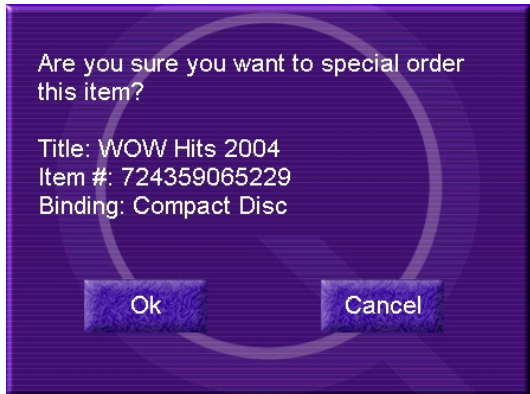 Are you sure you want to special order
this item?
Title: WOW Hits 2004
Item #: 724359065229
Binding: Compact Disc
Ok
Cancel